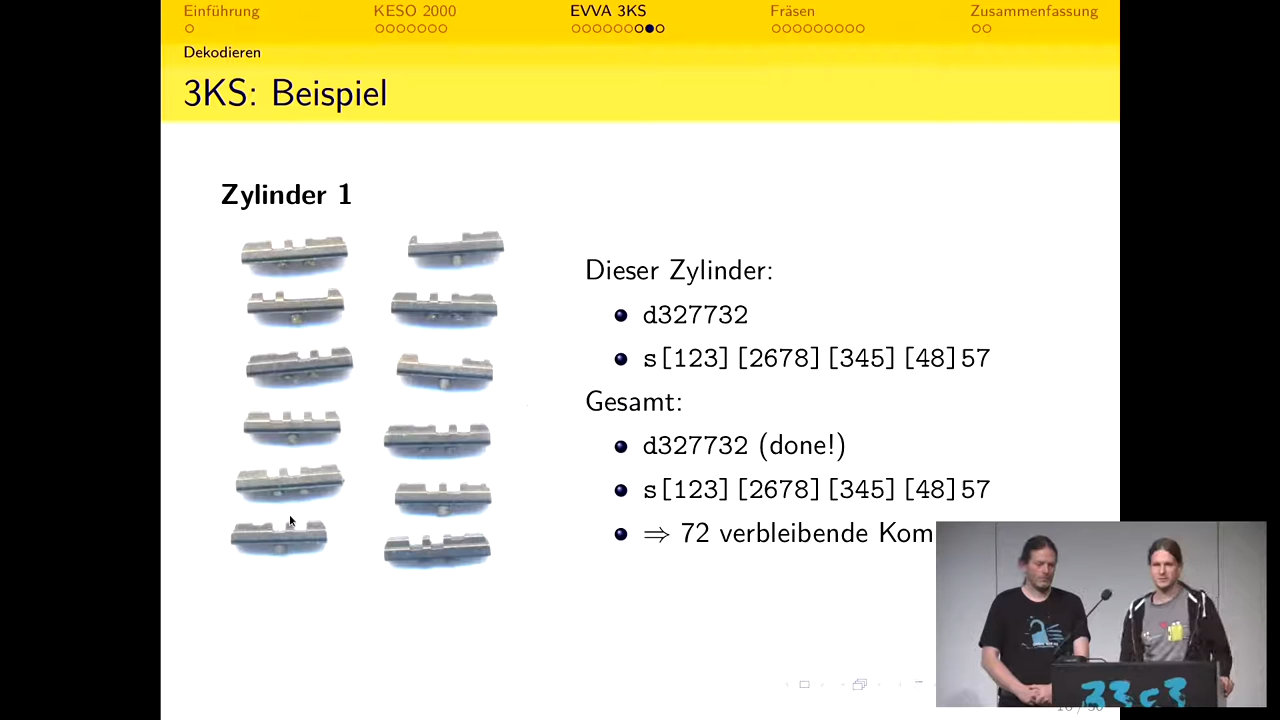 Einführung
KESO 2000
EVVA 3KS
Fräsen
Zusammenfassung
Dekodieren
3KS: Beispiel
Zylinder 1
Dieser Zylinder:
d327732
s[123][2678][345][48]57
Gesamt:
d327732 (done!)
s[123][2678][345][48]57
⇒ 72 verbleibende Kom
33c3